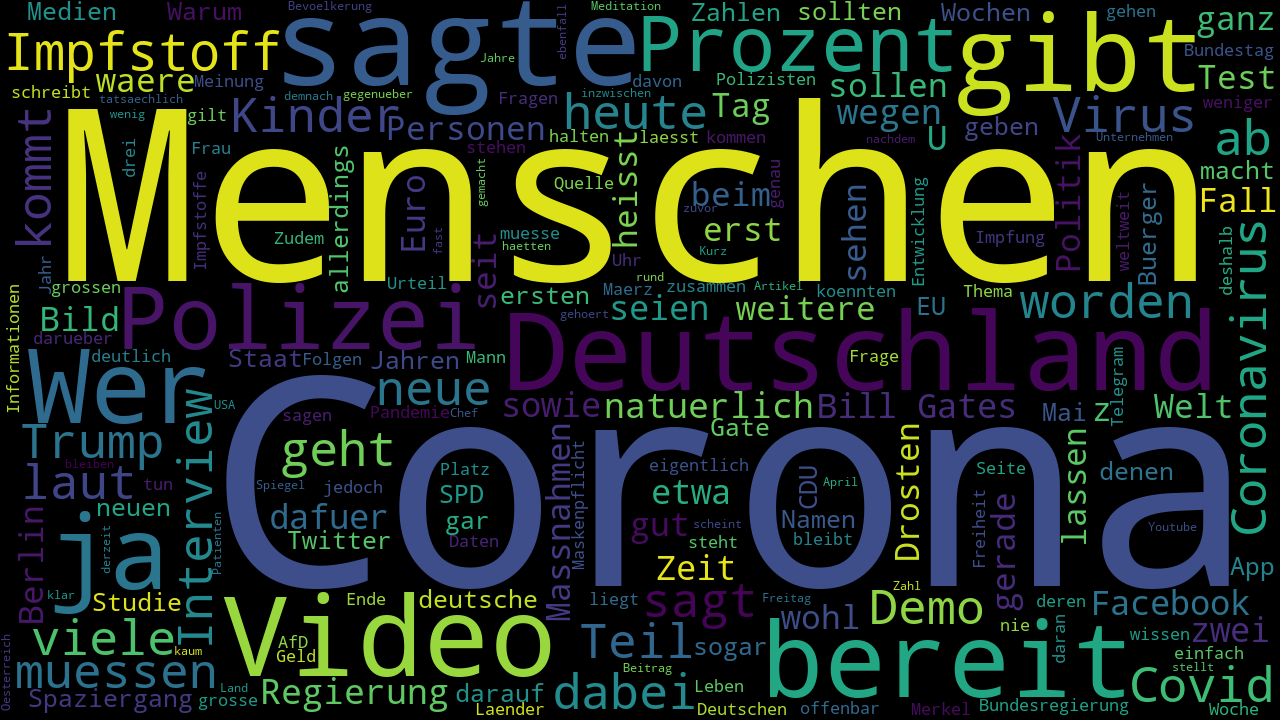 Medien
Warum
Bevoelkerung
sagte
ebenfall
Meditation
Prozent
Zahlen
sollten
Wochen
gehen
ganz
Impfstoff
Jahre
gibt
Bundestag
schreibt
waere
Meinung
davon
Polizisten
sollen
Test
tatsaechlich
demnach
gegenueber
Fragen
inzwischen
weniger
wenig
gilt
Kinder
Personen
heute
Tag
wegen
geben
Virus
kommt
drei
Frau
stehen
halten
laesst
kommen
nachdem
U
Unternehmen
ab
Menschen
Impfstoffe
allerdings
Euro
gemacht
Quelle
heisst
beim
genau
sehen
Entwicklung
Politik
weltweit
Buerger
macht
Fall
Zudem
fast
muesse
haetten
zuvor
erst
Impfung
deshalb
Jahr
seit
Uhr
Kurz
grossen
Urteil
rund
Maerz
zusammen
Artikel
koennten
Thema
Coronavirus
Informationen
Bild
Polizei
ersten
gehoert
seien
weitere
EU
worden
darueber
deutlich
Staat
Folgen
Jahren
Mann
Deutschland
Frage
Telegram
Wer
neue
USA
sagen
Pandemie
Chef
sowie
natuerlich
Bill
Gates
Mai
Z
Welt
Trump
Interview
geht
Gate
Corona
Massnahmen
Maskenpflicht
Drosten
lassen
bleiben
laut
tun
Spiegel
jedoch
Platz
SPD
eigentlich
etwa
CDU
April
Seite
denen
Berlin
neuen
Patienten
dafuer
gar
gut
scheint
Namen
Freiheit
gerade
Youtube
ja
derzeit
Twitter
Daten
steht
bleibt
Zeit
App
klar
Studie
Ende
deutsche
liegt
sagt
Freitag
Zahl
wohl
Demo
nie
deren
Facebook
viele
kaum
Video
AfD
Geld
Teil
sogar
bereit
daran
wissen
zwei
einfach
Oesterreich
muessen
Land
Beitrag
stellt
Spaziergang
grosse
Regierung
darauf
Laender
dabei
Leben
Deutschen
offenbar
Merkel
Bundesregierung
Covid
Woche